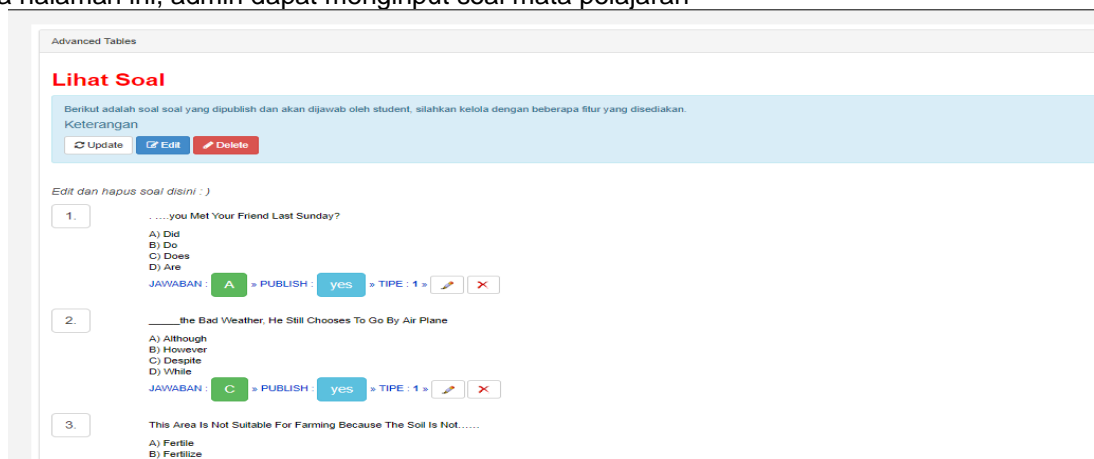 halaman ini, admin dapat menginput soal mata pelajaran
Advanced Tables
Lihat Soal
Berikut adalah soal soal yang dipublish dan akan dijawab oleh student, silahkan kelola dengan beberapa fitur yang disediakan.
Keterangan
Update Edit Delete
Edit dan hapus soal disini : )
1. . ....you Met Your Friend Last Sunday?
A) Did
B) Do
C) Does
D) Are
JAWABAN : A » PUBLISH : yes » TIPE : 1 »
2. _____the Bad Weather, He Still Chooses To Go By Air Plane
A) Although
B) However
C) Despite
D) While
JAWABAN : C » PUBLISH : yes » TIPE : 1 »
3. This Area Is Not Suitable For Farming Because The Soil Is Not......
A) Fertile
B) Fertilize